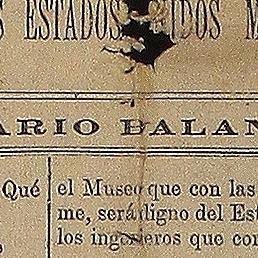 S ESTADOS UNIDOS M
ARIO BALAN
Qué
el Museo que con las
me, será digno del Est
los ingenieros que con